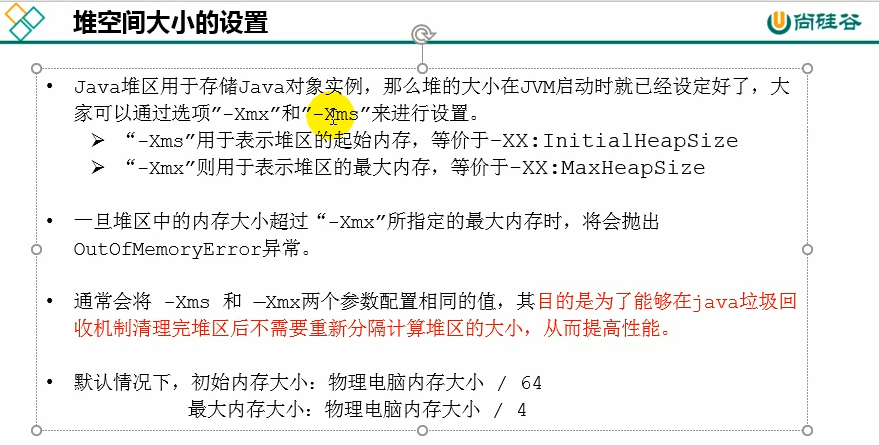 堆空间大小的设置
尚硅谷
• Java堆区用于存储Java对象实例，那么堆的大小在JVM启动时就已经设定好了，大
家可以通过选项"-Xmx"和"-Xms"来进行设置。
➢ “-Xms”用于表示堆区的起始内存，等价于-XX:InitialHeapSize
➢ “-Xmx”则用于表示堆区的最大内存，等价于-XX:MaxHeapSize
• 一旦堆区中的内存大小超过“-Xmx”所指定的最大内存时，将会抛出
OutOfMemoryError异常。
• 通常会将 -Xms 和 –Xmx两个参数配置相同的值，其目的是为了能够在java垃圾回
收机制清理完堆区后不需要重新分隔计算堆区的大小，从而提高性能。
• 默认情况下，初始内存大小：物理电脑内存大小 / 64
最大内存大小：物理电脑内存大小 / 4